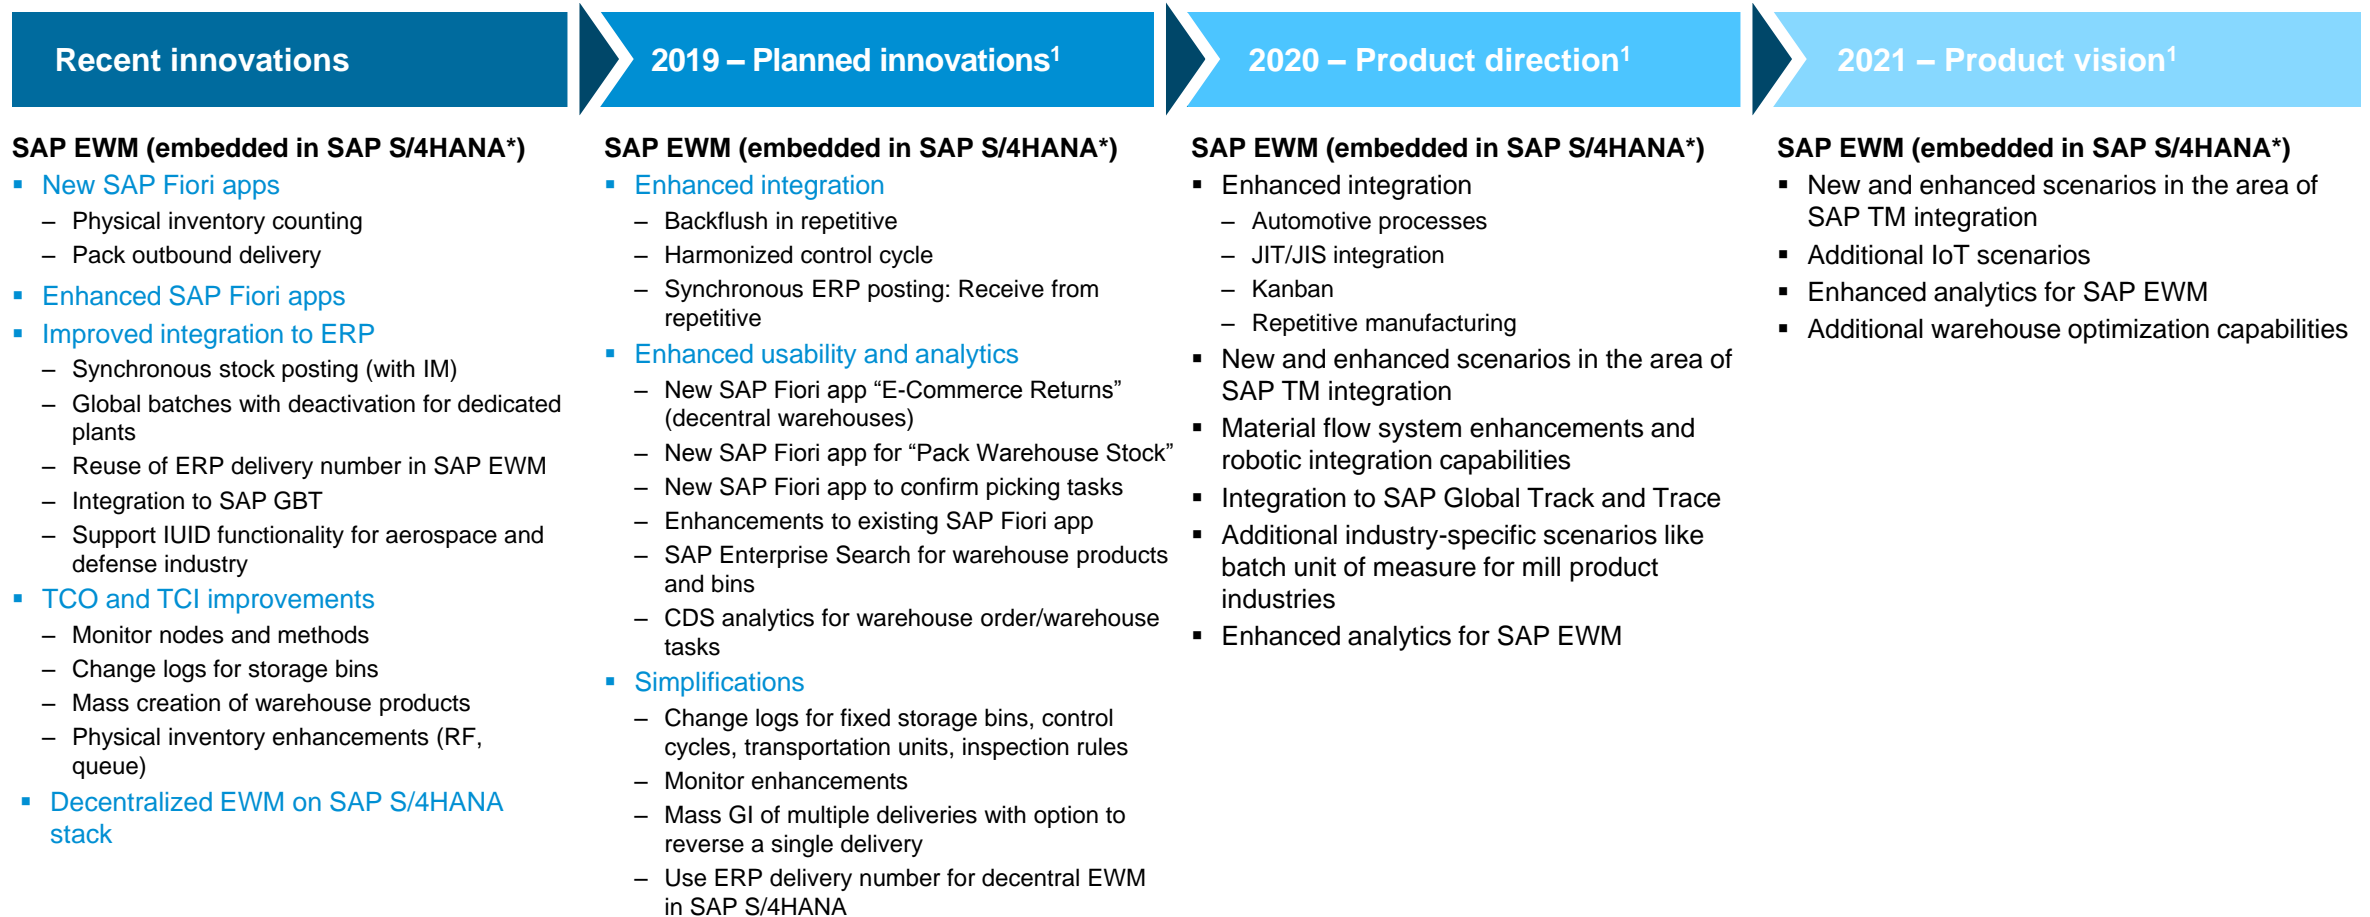 Recent innovations
2019 – Planned innovations¹
2020 – Product direction¹
2021 – Product vision¹
SAP EWM (embedded in SAP S/4HANA*)
▪ New SAP Fiori apps
– Physical inventory counting
– Pack outbound delivery
▪ Enhanced SAP Fiori apps
▪ Improved integration to ERP
– Synchronous stock posting (with IM)
– Global batches with deactivation for dedicated
plants
– Reuse of ERP delivery number in SAP EWM
– Integration to SAP GBT
– Support IUID functionality for aerospace and
defense industry
▪ TCO and TCI improvements
– Monitor nodes and methods
– Change logs for storage bins
– Mass creation of warehouse products
– Physical inventory enhancements (RF,
queue)
▪ Decentralized EWM on SAP S/4HANA
stack
SAP EWM (embedded in SAP S/4HANA*)
▪ Enhanced integration
– Backflush in repetitive
– Harmonized control cycle
– Synchronous ERP posting: Receive from
repetitive
▪ Enhanced usability and analytics
– New SAP Fiori app “E-Commerce Returns”
(decentral warehouses)
– New SAP Fiori app for “Pack Warehouse Stock”
– New SAP Fiori app to confirm picking tasks
– Enhancements to existing SAP Fiori app
– SAP Enterprise Search for warehouse products
and bins
– CDS analytics for warehouse order/warehouse
tasks
▪ Simplifications
– Change logs for fixed storage bins, control
cycles, transportation units, inspection rules
– Monitor enhancements
– Mass GI of multiple deliveries with option to
reverse a single delivery
– Use ERP delivery number for decentral EWM
in SAP S/4HANA
SAP EWM (embedded in SAP S/4HANA*)
▪ Enhanced integration
– Automotive processes
– JIT/JIS integration
– Kanban
– Repetitive manufacturing
▪ New and enhanced scenarios in the area of
SAP TM integration
▪ Material flow system enhancements and
robotic integration capabilities
▪ Integration to SAP Global Track and Trace
▪ Additional industry-specific scenarios like
batch unit of measure for mill product
industries
▪ Enhanced analytics for SAP EWM
SAP EWM (embedded in SAP S/4HANA*)
▪ New and enhanced scenarios in the area of
SAP TM integration
▪ Additional IoT scenarios
▪ Enhanced analytics for SAP EWM
▪ Additional warehouse optimization capabilities